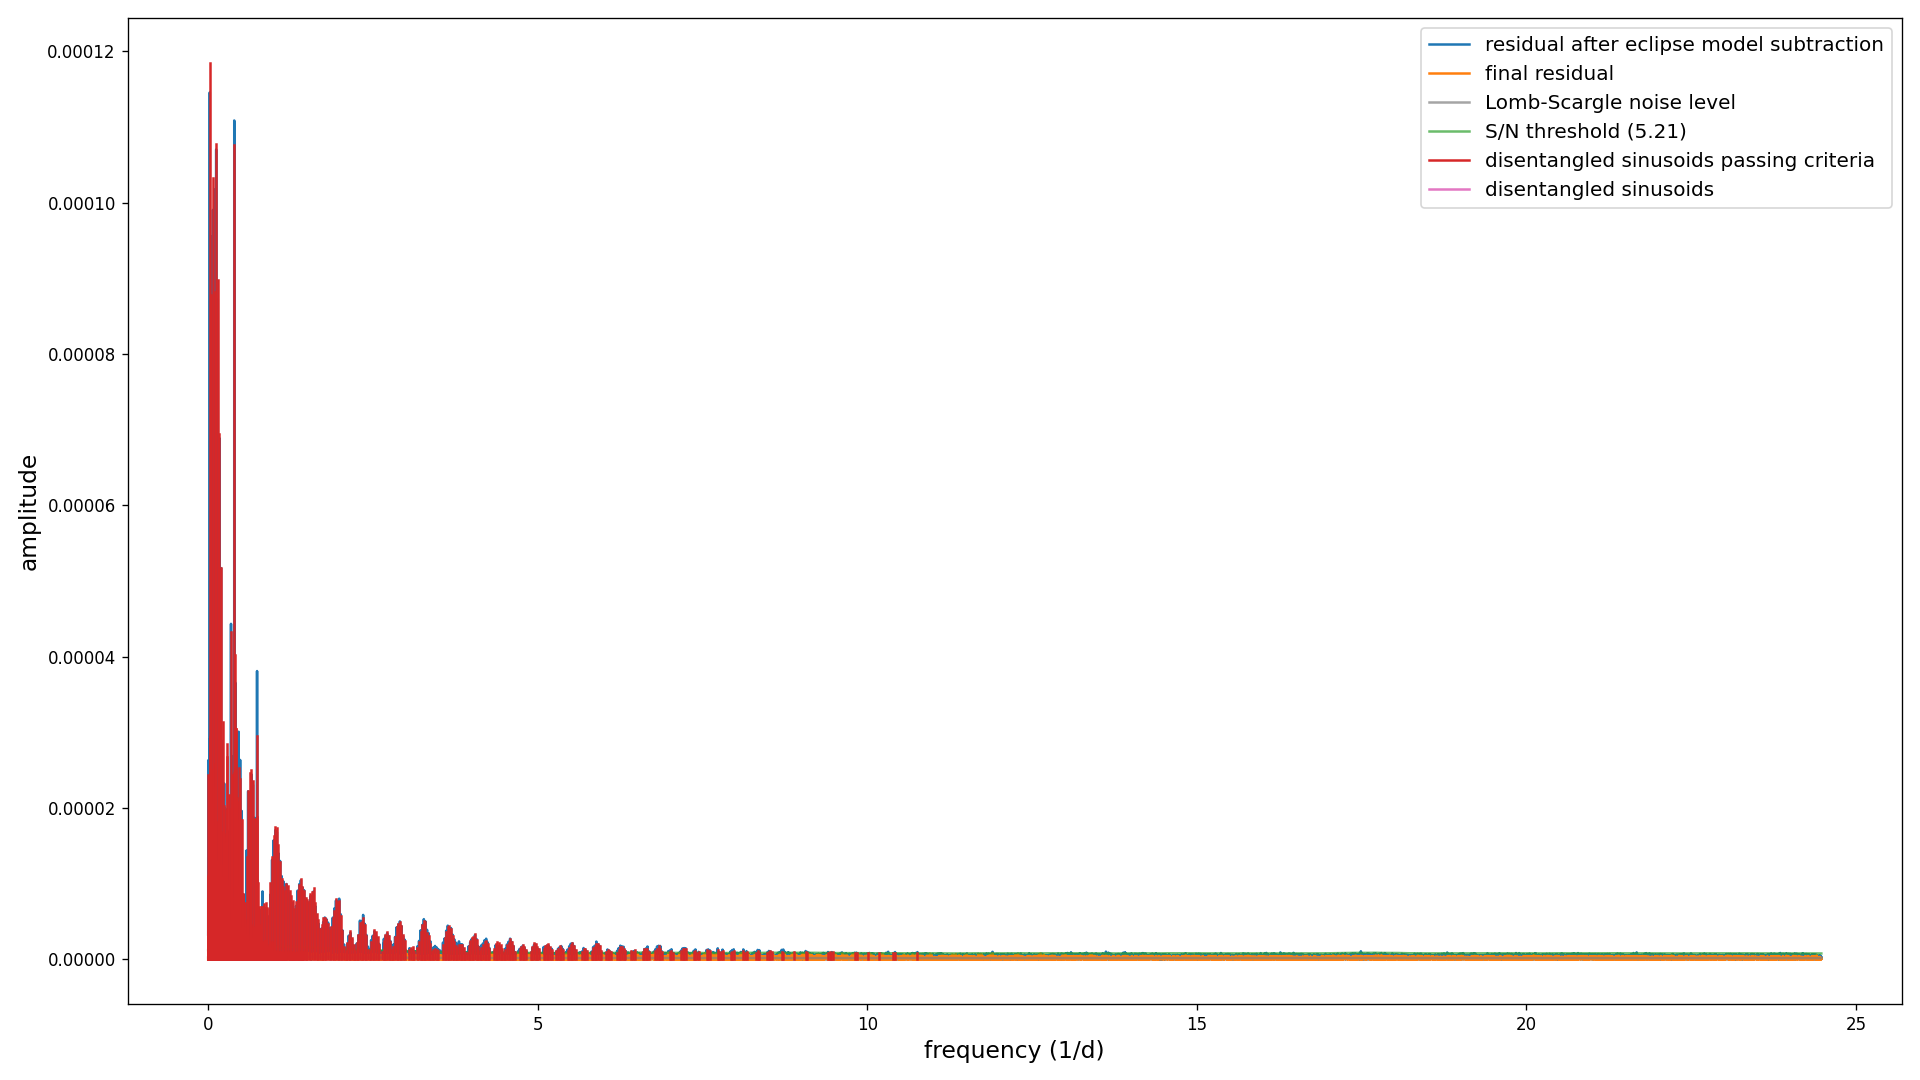 0.00012
0.00010
0.00008
0.00006
0.00004
0.00002
0.00000
amplitude
residual after eclipse model subtraction
final residual
Lomb-Scargle noise level
S/N threshold (5.21)
disentangled sinusoids passing criteria
disentangled sinusoids
0 5 10 15 20 25
frequency (1/d)